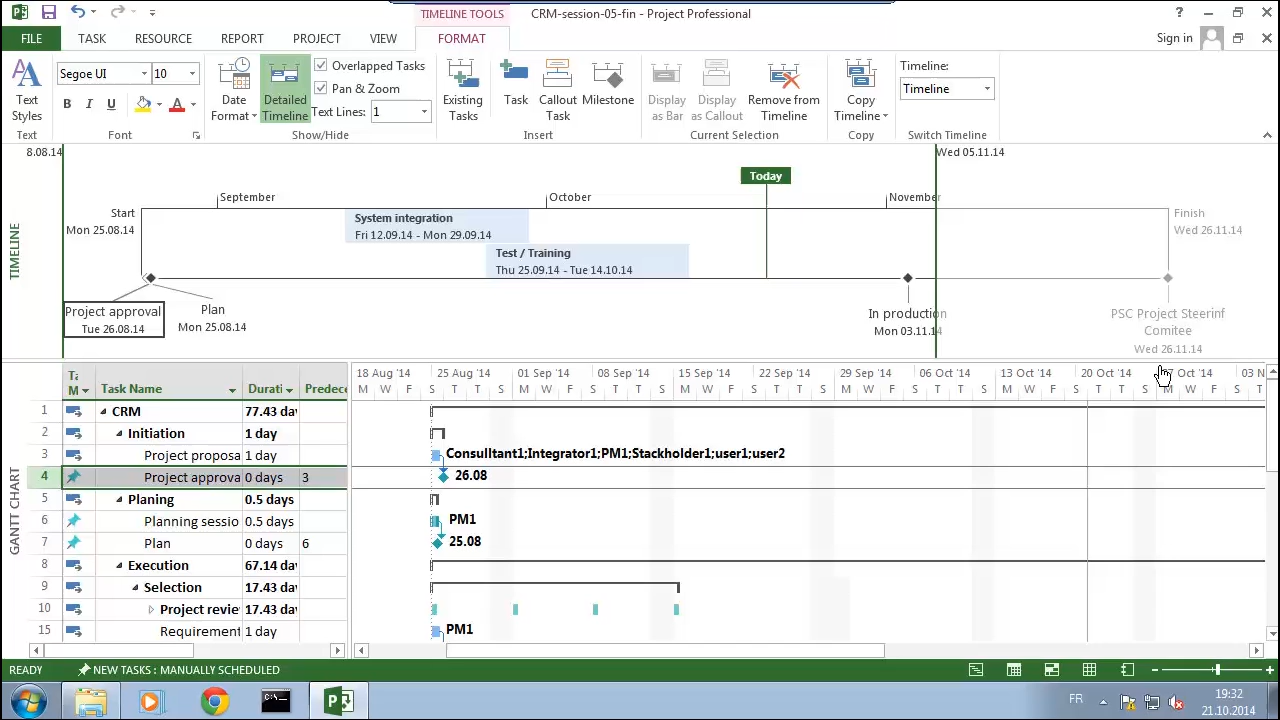 TIMELINE TOOLS
CRM-session-05-fin - Project Professional
?
FILE TASK RESOURCE REPORT PROJECT VIEW FORMAT
Sign in
Text Styles
Segoe UI 10
B I U A
Date Format
Detailed Timeline
Overlapped Tasks
Pan & Zoom
Text Lines: 1
Existing Tasks
Task
Callout Task
Milestone
Display as Bar
Display as Callout
Remove from Timeline
Copy Timeline
Timeline:
Timeline
Text Font Show/Hide Insert Current Selection Copy Switch Timeline
8.08.14
Wed 05.11.14
Today
September October November
TIMELINE
Start
Mon 25.08.14
System integration
Fri 12.09.14 - Mon 29.09.14
Test / Training
Thu 25.09.14 - Tue 14.10.14
Finish
Wed 26.11.14
Project approval
Tue 26.08.14
Plan
Mon 25.08.14
In production
Mon 03.11.14
PSC Project Steerinf
Comitee
Wed 26.11.14
Ta
M Task Name Durati Predece
18 Aug '14 25 Aug '14 01 Sep '14 08 Sep '14 15 Sep '14 22 Sep '14 29 Sep '14 06 Oct '14 13 Oct '14 20 Oct '14 7 Oct '14 03 N
M W F S T T S M W F S T T S M W F S T T S M W F S T T S M W F S T T S M W F S T
GANTT CHART
1 CRM 77.43 day
2 Initiation 1 day
3 Project proposa 1 day Consulltant1;Integrator1;PM1;Stackholder1;user1;user2
4 Project approva 0 days 3 26.08
5 Planing 0.5 days
6 Planning sessio 0.5 days PM1
7 Plan 0 days 6 25.08
8 Execution 67.14 day
9 Selection 17.43 day
10 Project revie 17.43 day
15 Requirement 1 day PM1
READY NEW TASKS : MANUALLY SCHEDULED
FR
19:32
21.10.2014